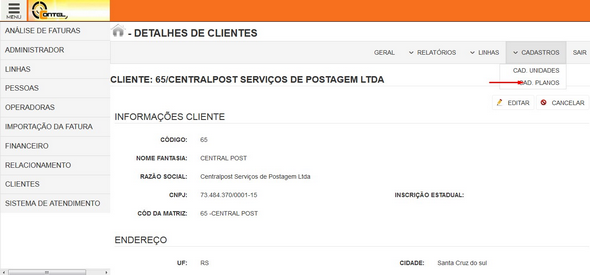 MENU
Contel
- DETALHES DE CLIENTES
GERAL RELATÓRIOS LINHAS CADASTROS SAIR
CAD. UNIDADES
CAD. PLANOS
CLIENTE: 65/CENTRALPOST SERVIÇOS DE POSTAGEM LTDA
EDITAR CANCELAR
ANÁLISE DE FATURAS
ADMINISTRADOR
LINHAS
PESSOAS
OPERADORAS
IMPORTAÇÃO DA FATURA
FINANCEIRO
RELACIONAMENTO
CLIENTES
SISTEMA DE ATENDIMENTO
INFORMAÇÕES CLIENTE
CÓDIGO: 65
NOME FANTASIA: CENTRAL POST
RAZÃO SOCIAL: Centralpost Serviços de Postagem Ltda
CNPJ: 73.484.370/0001-15 INSCRIÇÃO ESTADUAL:
CÓD DA MATRIZ: 65 -CENTRAL POST
ENDEREÇO
UF: RS CIDADE: Santa Cruz do sul